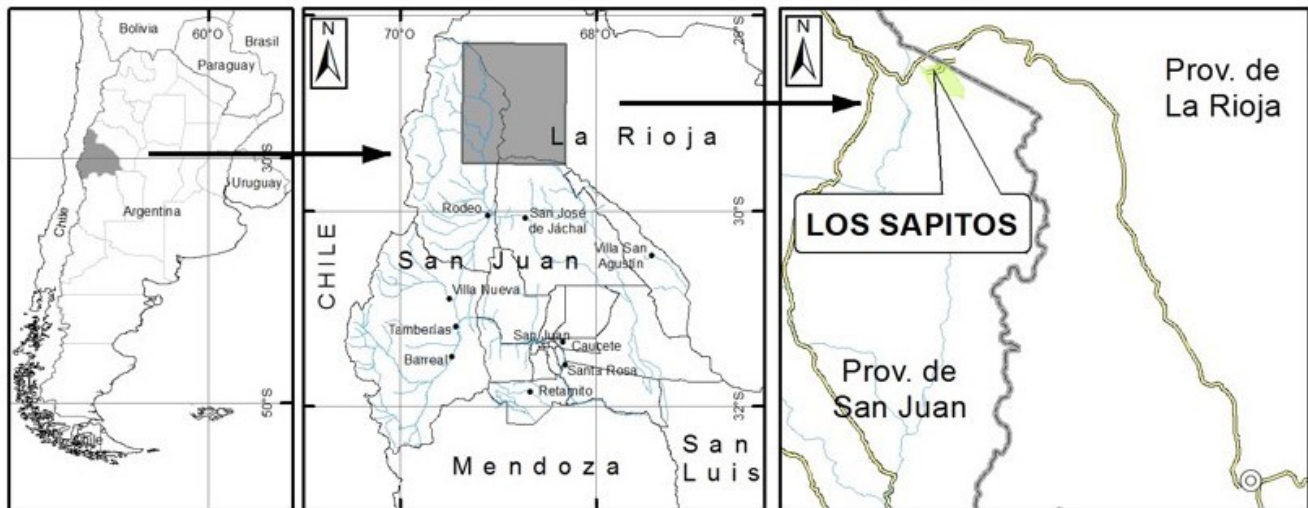 Bolivia
60°O
Brasil
Paraguay
30°S
Uruguay
Argentina
Chile
50°S
Chile
N
70°O
68°O
28°S
La Rioja
Rodeo
30°S
San José
de Jáchal
CHILE
San Juan
Villa San
Agustín
Villa Nueva
Tamberías
San Juan
Caucete
Barreal
Santa Rosa
Retamito
32°S
Mendoza
San
Luis
N
Prov. de
La Rioja
LOS SAPITOS
Prov. de
San Juan